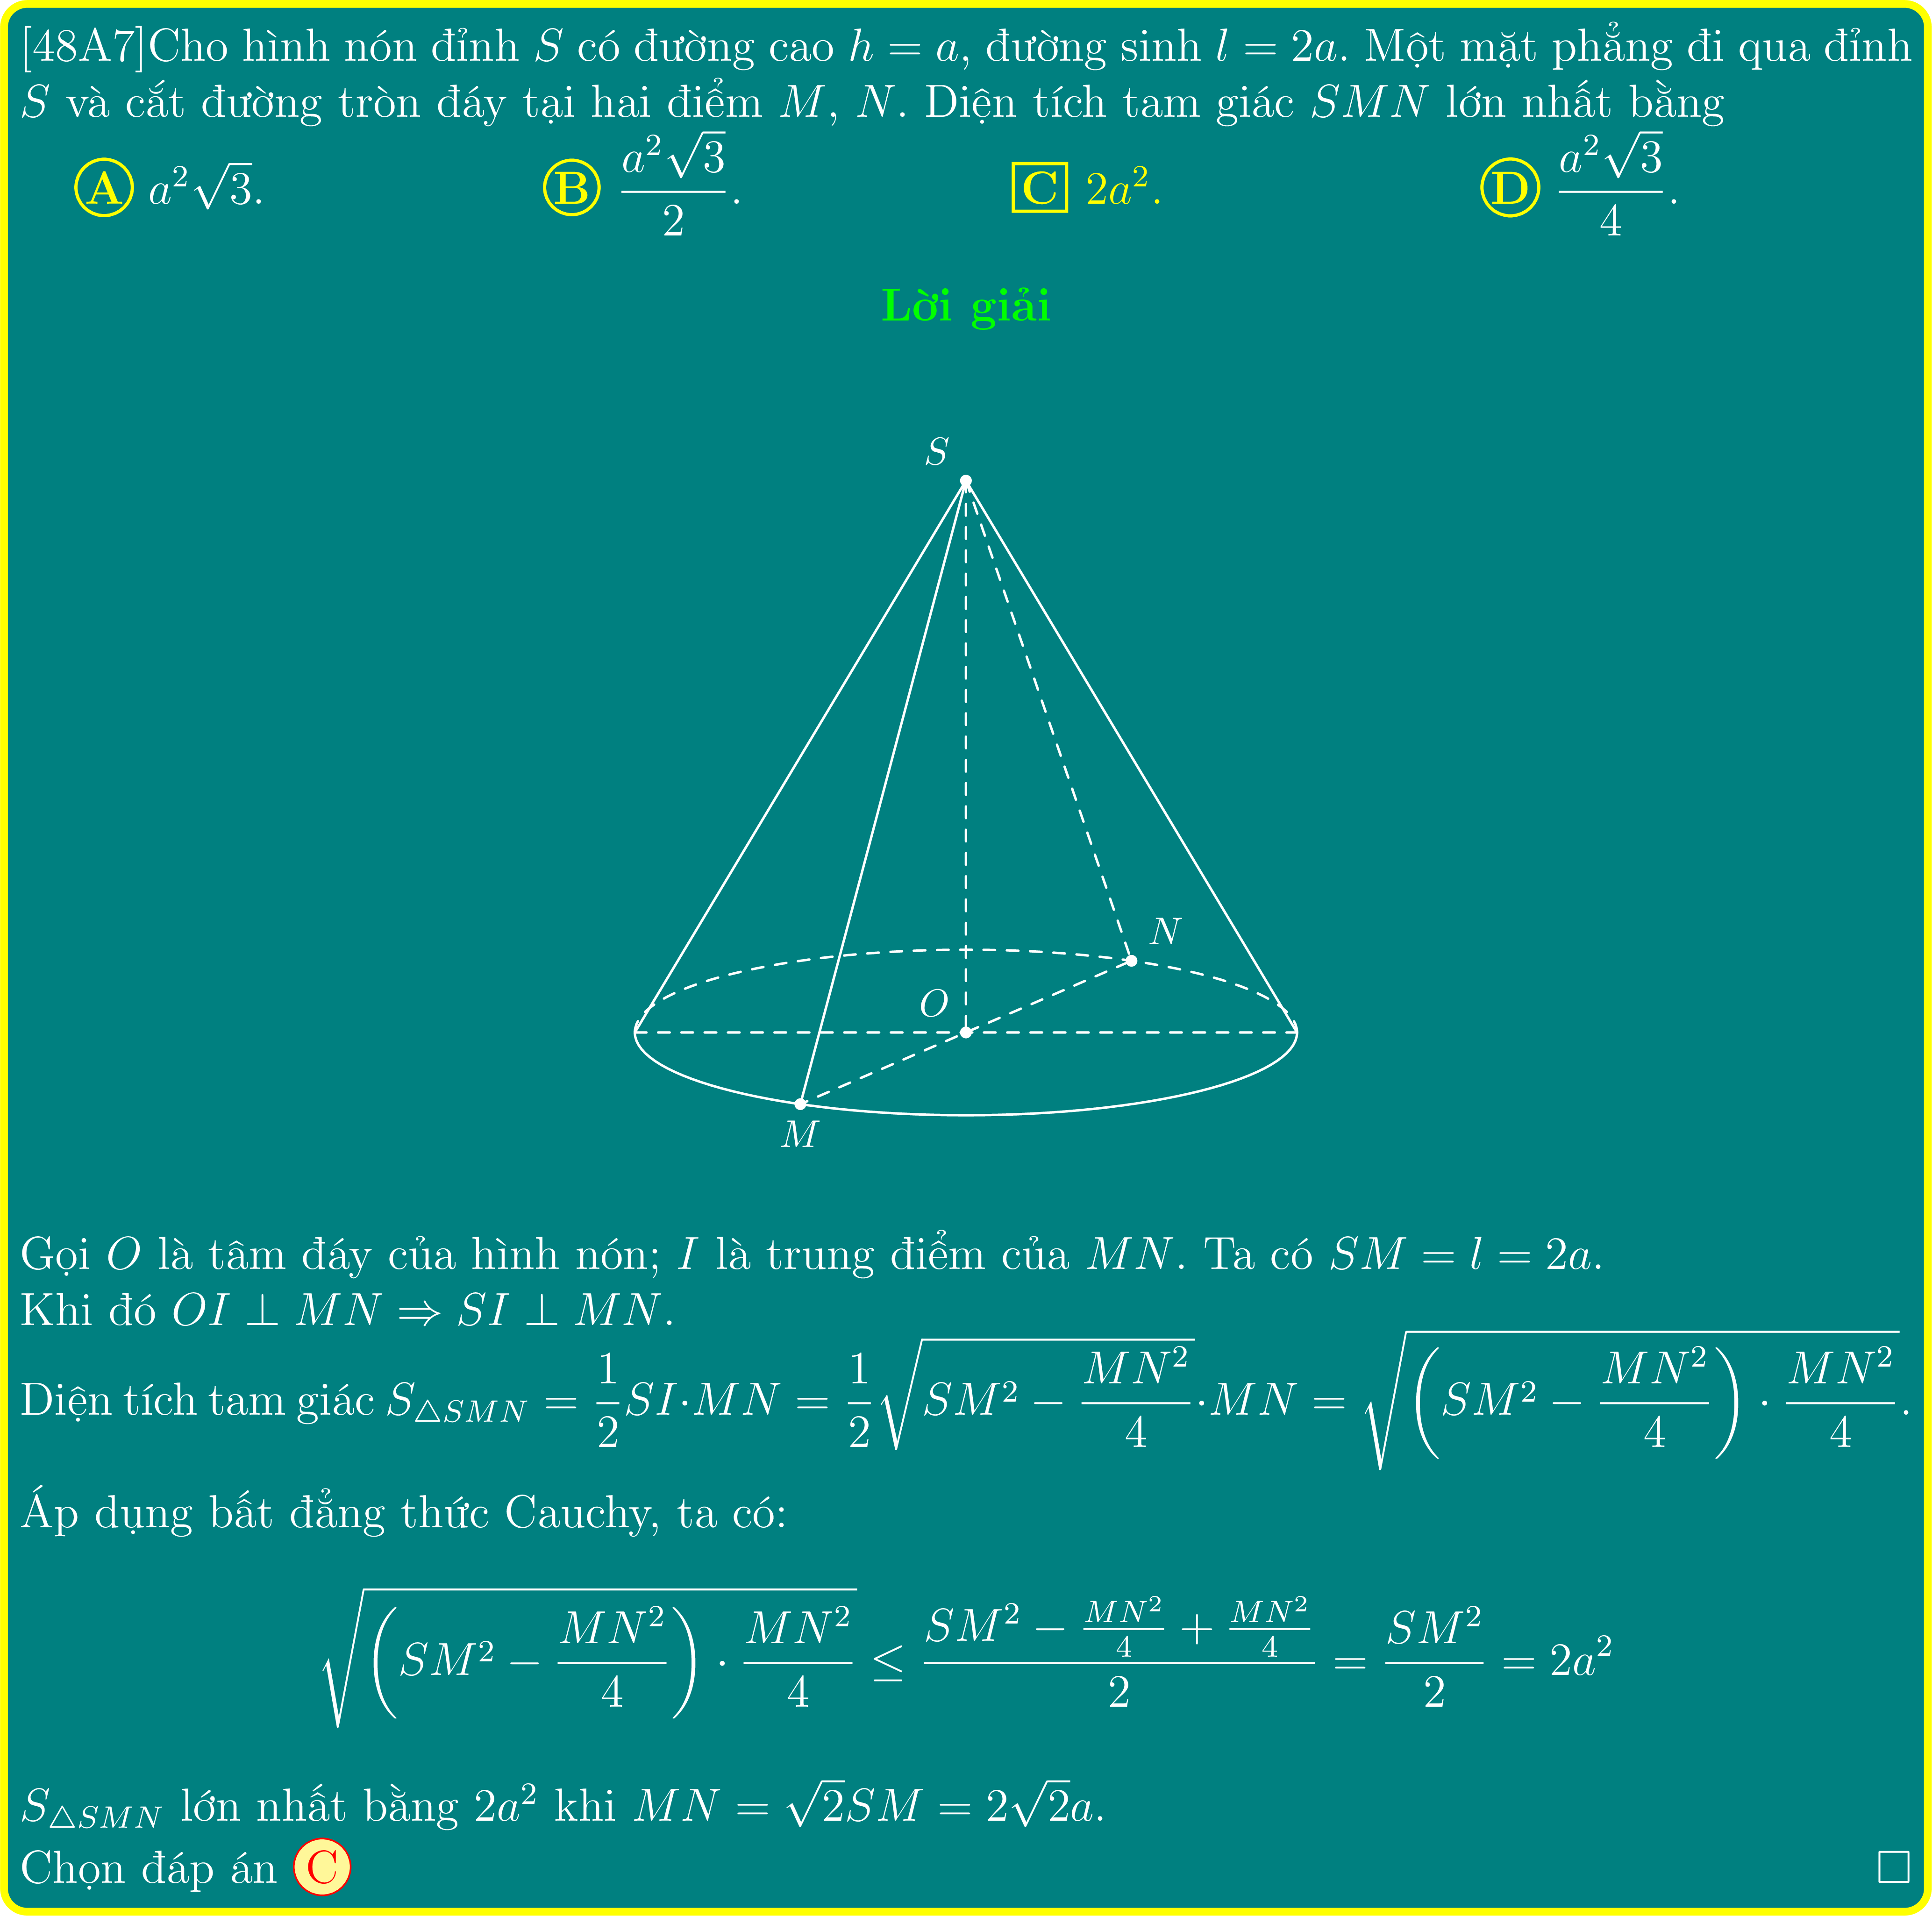 [48A7]Cho hình nón đỉnh S có đường cao h = a, đường sinh l = 2a. Một mặt phẳng đi qua đỉnh
S và cắt đường tròn đáy tại hai điểm M, N. Diện tích tam giác SMN lớn nhất bằng
A $a^2\sqrt{3}$. B $\frac{a^2\sqrt{3}}{2}$. C $2a^2$. D $\frac{a^2\sqrt{3}}{4}$.
Lời giải
S
N
O
M
Gọi O là tâm đáy của hình nón; I là trung điểm của MN. Ta có SM = l = 2a.
Khi đó OI ⊥ MN ⇒ SI ⊥ MN.
Diện tích tam giác $S_{\triangle SMN} = \frac{1}{2}SI \cdot MN = \frac{1}{2}\sqrt{SM^2 - \frac{MN^2}{4}} \cdot MN = \sqrt{\left(SM^2 - \frac{MN^2}{4}\right) \cdot \frac{MN^2}{4}}$.
Áp dụng bất đẳng thức Cauchy, ta có:
$\sqrt{\left(SM^2 - \frac{MN^2}{4}\right) \cdot \frac{MN^2}{4}} \le \frac{SM^2 - \frac{MN^2}{4} + \frac{MN^2}{4}}{2} = \frac{SM^2}{2} = 2a^2$
$S_{\triangle SMN}$ lớn nhất bằng $2a^2$ khi $MN = \sqrt{2}SM = 2\sqrt{2}a$.
Chọn đáp án C □